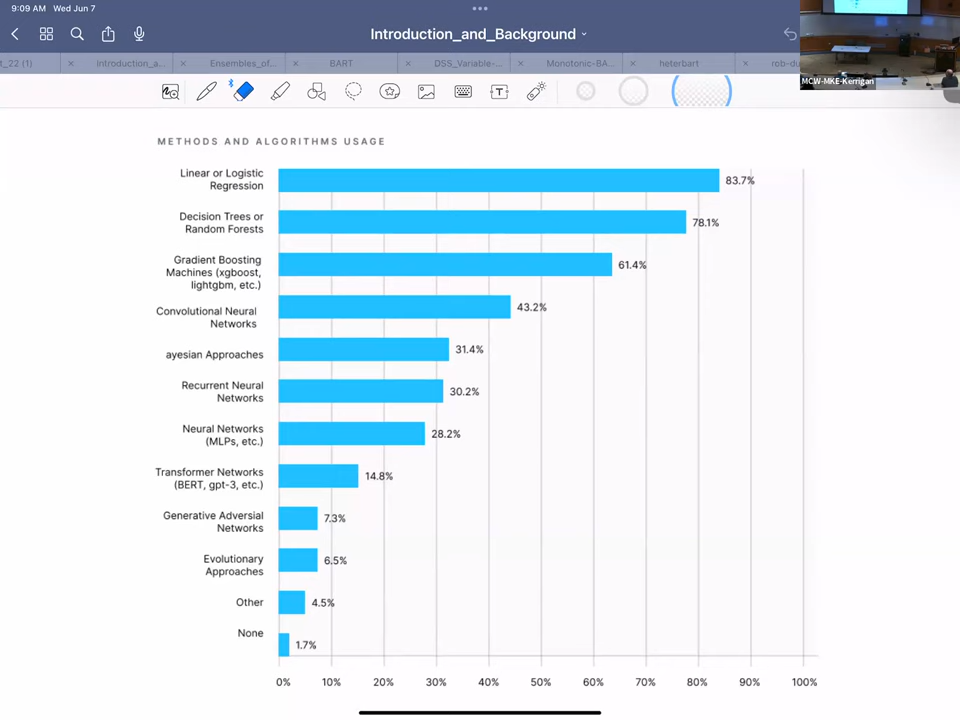 9:09 AM Wed Jun 7
Introduction_and_Background
t_22 (1)
Introduction_a...
Ensembles_of...
BART
DSS_Variable-...
Monotonic-BA...
heterbart
rob-du
MCW-MKE-Kerrigan
T
METHODS AND ALGORITHMS USAGE
Linear or Logistic
Regression
83.7%
Decision Trees or
Random Forests
78.1%
Gradient Boosting
Machines (xgboost,
lightgbm, etc.)
61.4%
Convolutional Neural
Networks
43.2%
ayesian Approaches
31.4%
Recurrent Neural
Networks
30.2%
Neural Networks
(MLPs, etc.)
28.2%
Transformer Networks
(BERT, gpt-3, etc.)
14.8%
Generative Adversial
Networks
7.3%
Evolutionary
Approaches
6.5%
Other
4.5%
None
1.7%
0% 10% 20% 30% 40% 50% 60% 70% 80% 90% 100%